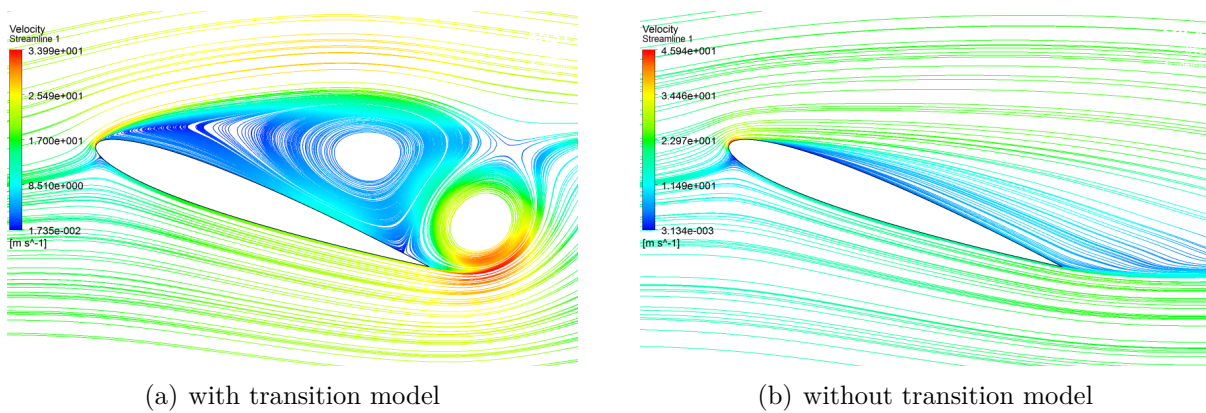 Velocity
Streamline 1
3.399e+001
2.549e+001
1.700e+001
8.510e+000
1.735e-002
[m s^-1]
(a) with transition model
Velocity
Streamline 1
4.594e+001
3.446e+001
2.297e+001
1.149e+001
3.134e-003
[m s^-1]
(b) without transition model